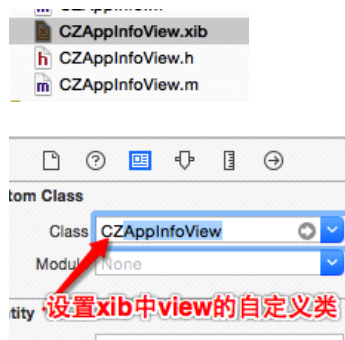 CZAppInfoView.xib
h CZAppInfoView.h
m CZAppInfoView.m
tom Class
Class CZAppInfoView
Modul None
设置xib中view的自定义类
tity